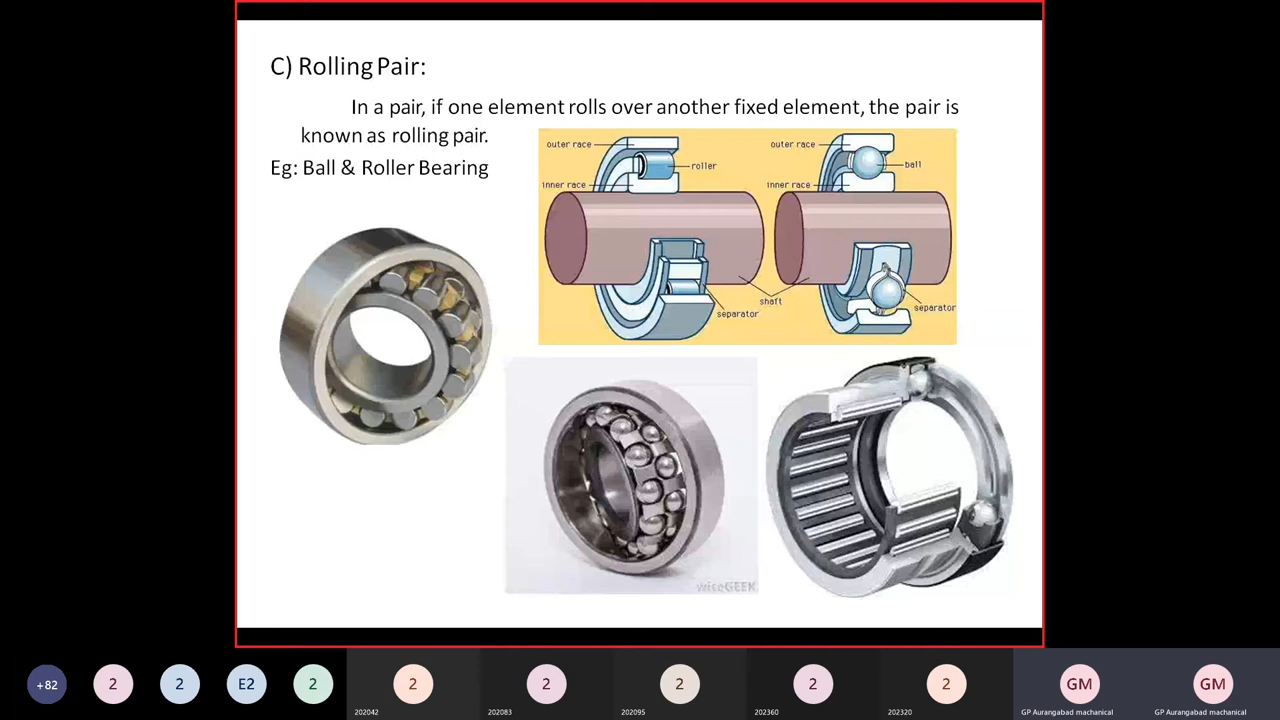 C) Rolling Pair:
In a pair, if one element rolls over another fixed element, the pair is
known as rolling pair.
Eg: Ball & Roller Bearing
outer race
roller
inner race
separator
shaft
outer race
ball
inner race
separator
wiseGEEK
+82
2
2
E2
2
2
2
2
2
2
GM
GM
202042
202083
202095
202360
202320
GP Aurangabad machanical
GP Aurangabad machanical